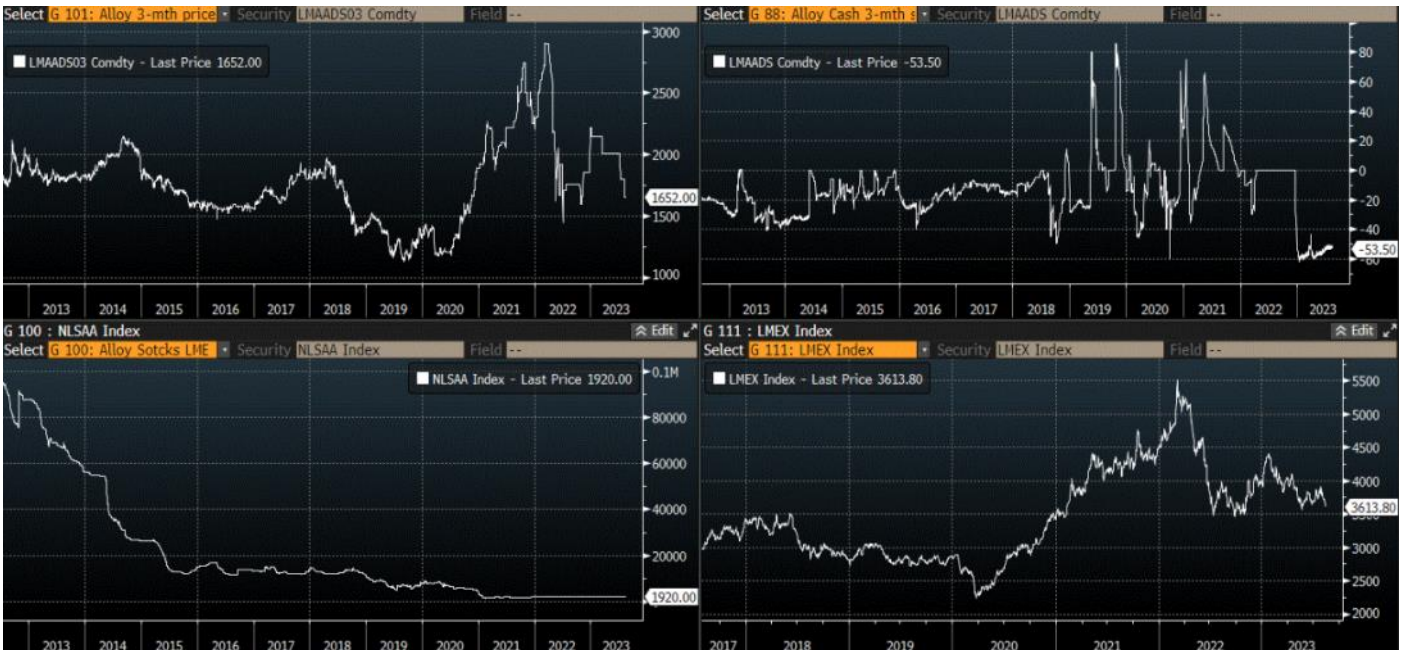 Select G 101: Alloy 3-mth price Security LMAADS03 Comdty Field --
LMAADS03 Comdty - Last Price 1652.00
3000
2500
2000
1652.00
1500
1000
2013 2014 2015 2016 2017 2018 2019 2020 2021 2022 2023
Select G 88: Alloy Cash 3-mth s Security LMAADS Comdty Field --
LMAADS Comdty - Last Price -53.50
80
60
40
20
0
-20
-40
-53.50
-60
2013 2014 2015 2016 2017 2018 2019 2020 2021 2022 2023
G 100 : NLSAA Index Edit
Select G 100: Alloy Sotcks LME Security NLSAA Index Field --
NLSAA Index - Last Price 1920.00
0.1M
80000
60000
40000
20000
1920.00
2013 2014 2015 2016 2017 2018 2019 2020 2021 2022 2023
G 111 : LMEX Index Edit
Select G 111: LMEX Index Security LMEX Index Field --
LMEX Index - Last Price 3613.80
5500
5000
4500
4000
3613.80
3500
3000
2500
2000
2017 2018 2019 2020 2021 2022 2023